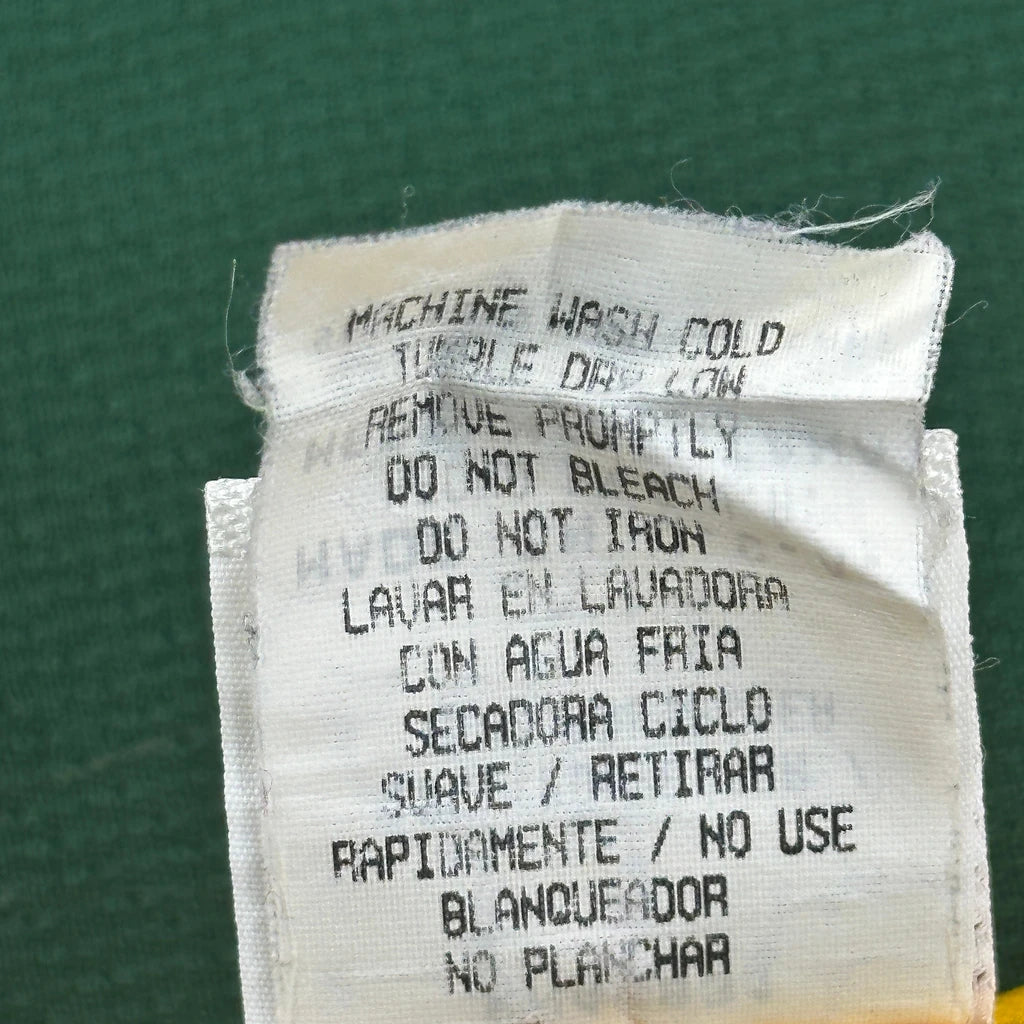 MACHINE WASH COLD
TUMBLE DRY LOW
REMOVE PROMPTLY
DO NOT BLEACH
DO NOT IRON
LAVAR EN LAVADORA
CON AGUA FRIA
SECADORA CICLO
SUAVE / RETIRAR
RAPIDAMENTE / NO USE
BLANQUEADOR
NO PLANCHAR